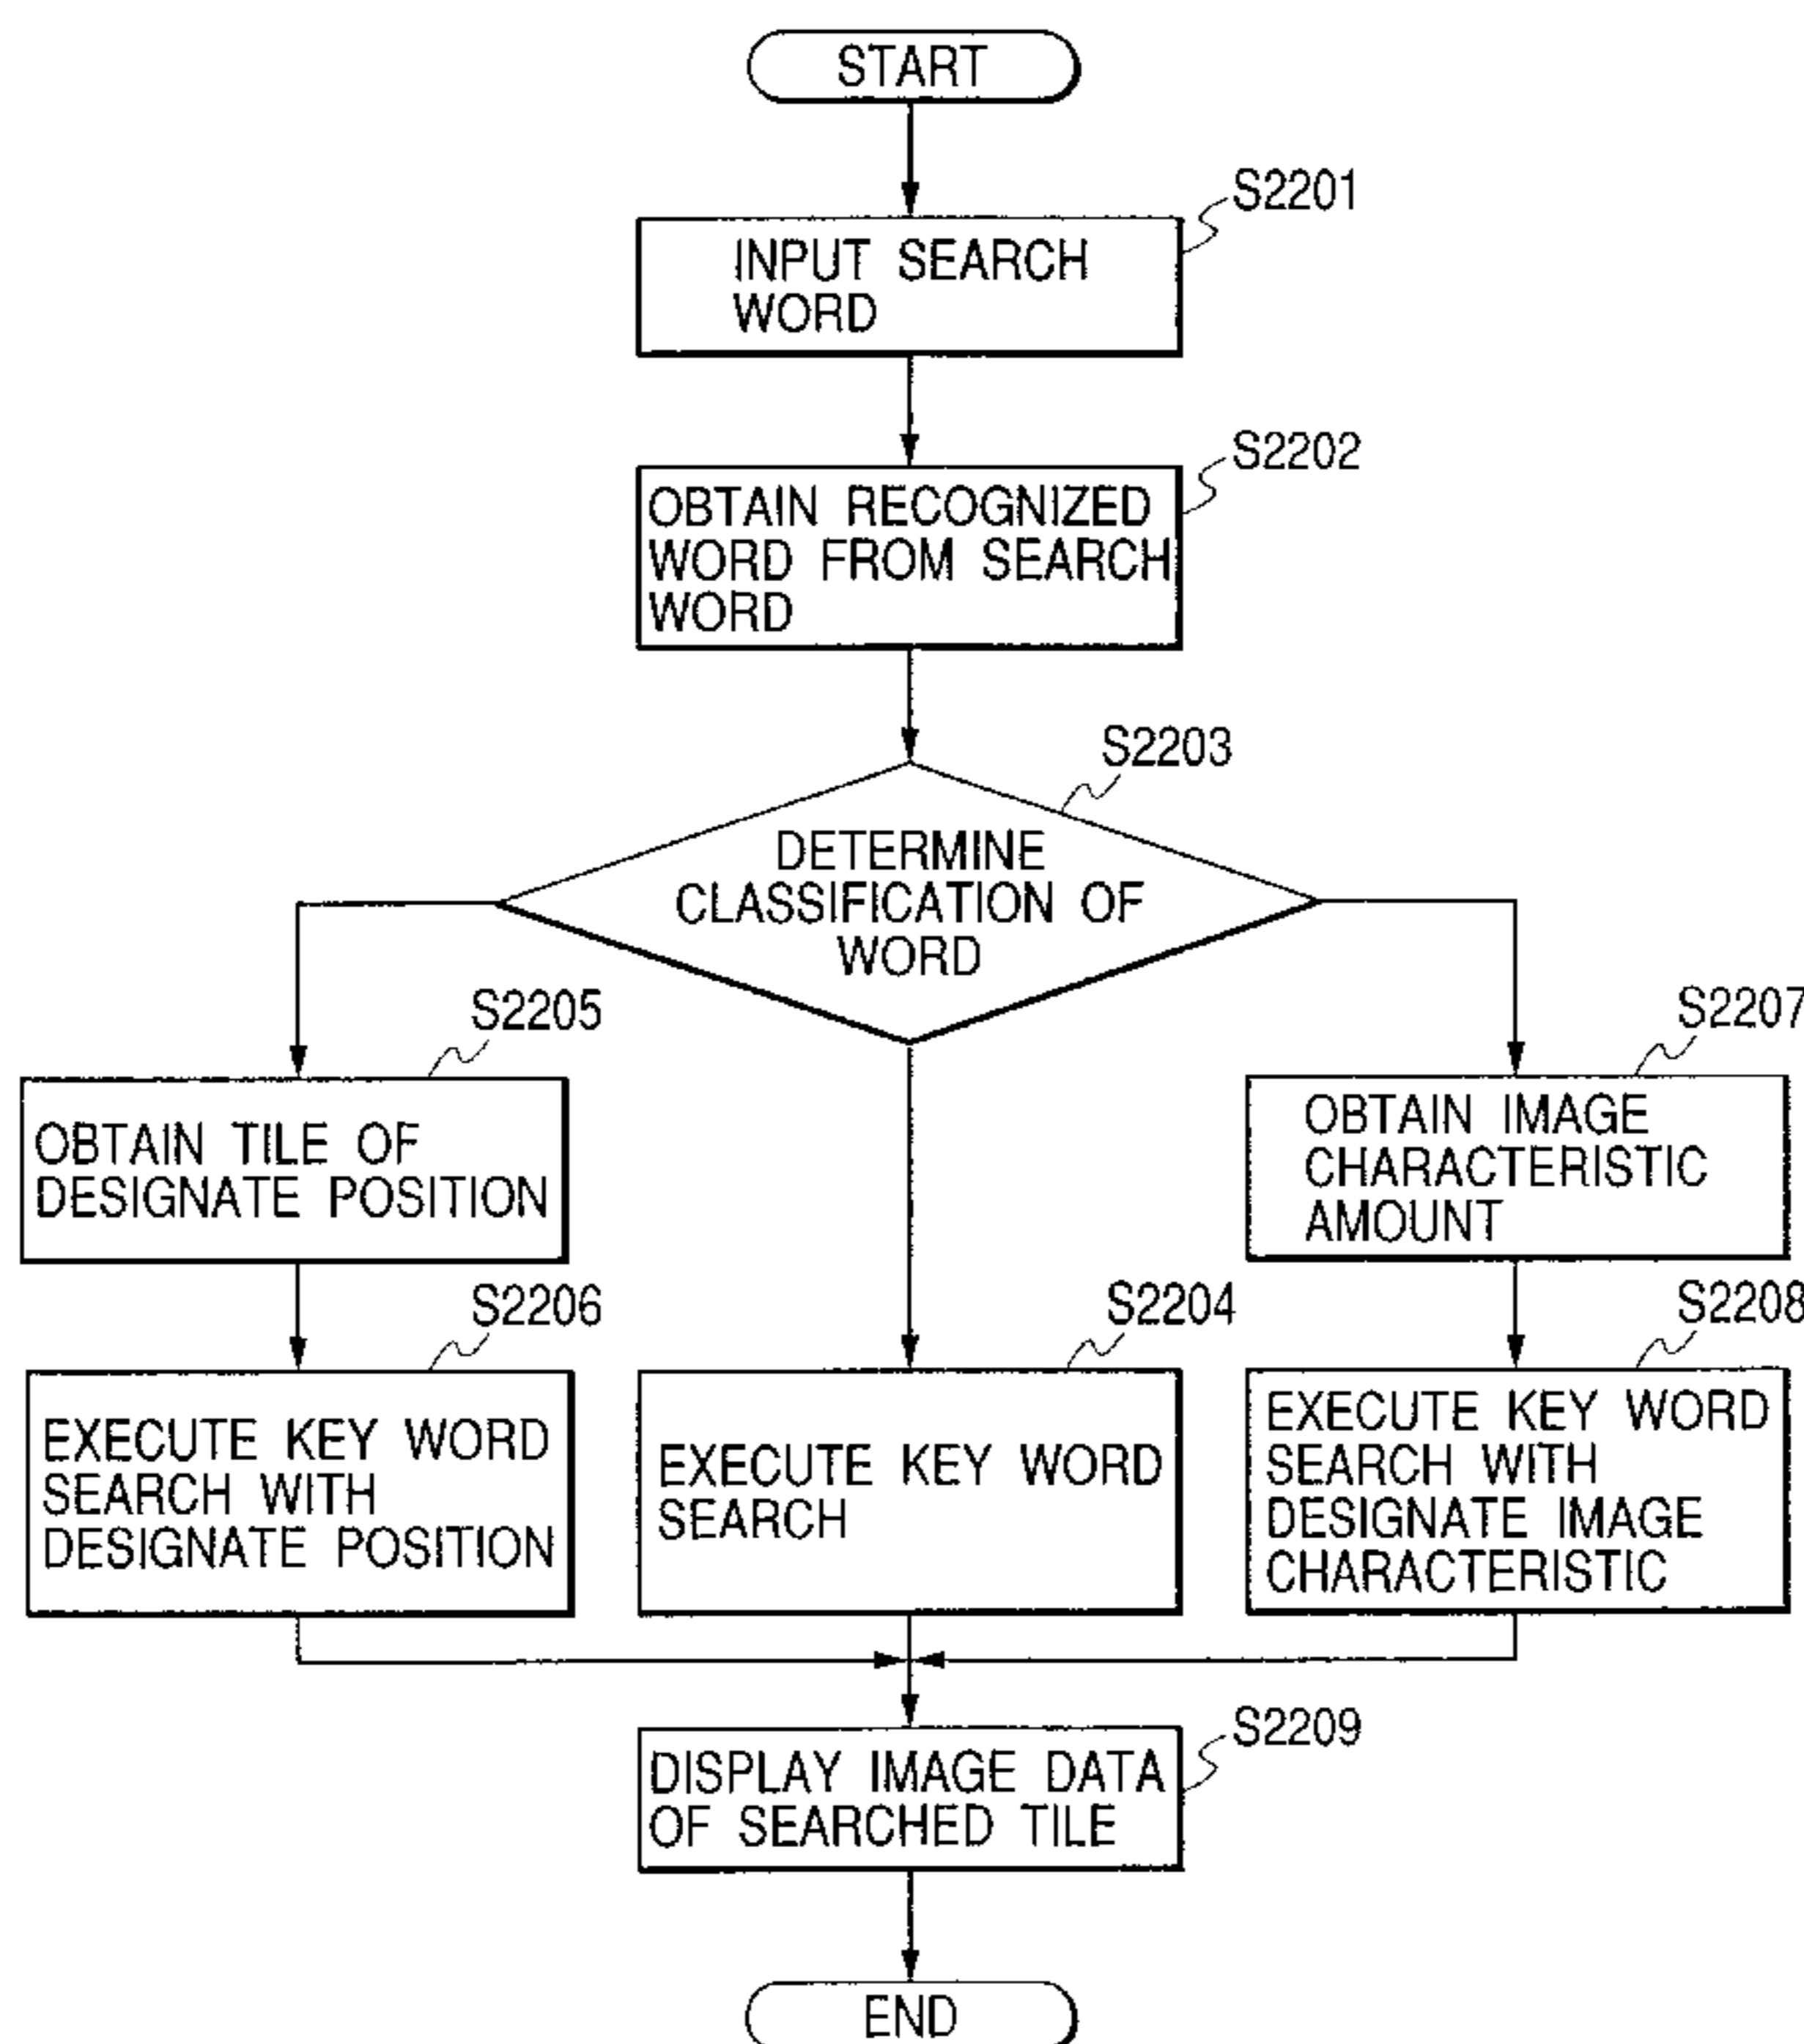 START
S2201
INPUT SEARCH
WORD
S2202
OBTAIN RECOGNIZED
WORD FROM SEARCH
WORD
S2203
DETERMINE
CLASSIFICATION OF
WORD
S2205
OBTAIN TILE OF
DESIGNATE POSITION
S2207
OBTAIN IMAGE
CHARACTERISTIC
AMOUNT
S2206
EXECUTE KEY WORD
SEARCH WITH
DESIGNATE POSITION
S2204
EXECUTE KEY WORD
SEARCH
S2208
EXECUTE KEY WORD
SEARCH WITH
DESIGNATE IMAGE
CHARACTERISTIC
S2209
DISPLAY IMAGE DATA
OF SEARCHED TILE
END